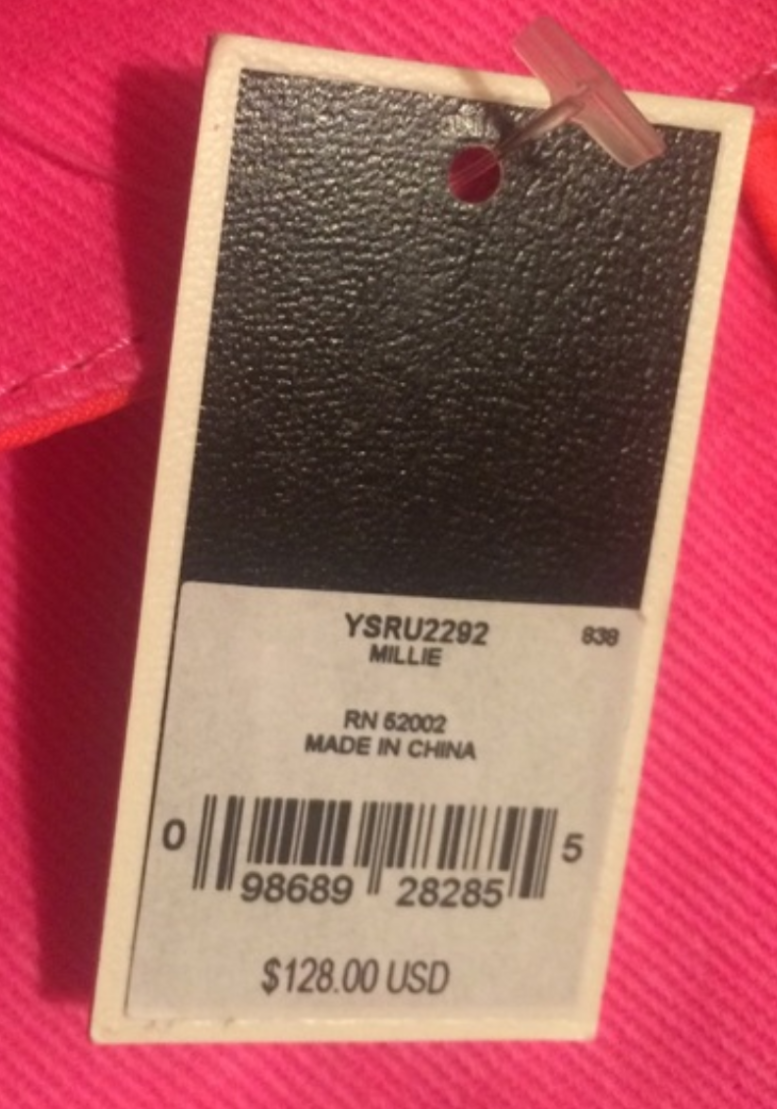 YSRU2292 838
MILLIE
RN 52002
MADE IN CHINA
0 98689 28285 5
$128.00 USD